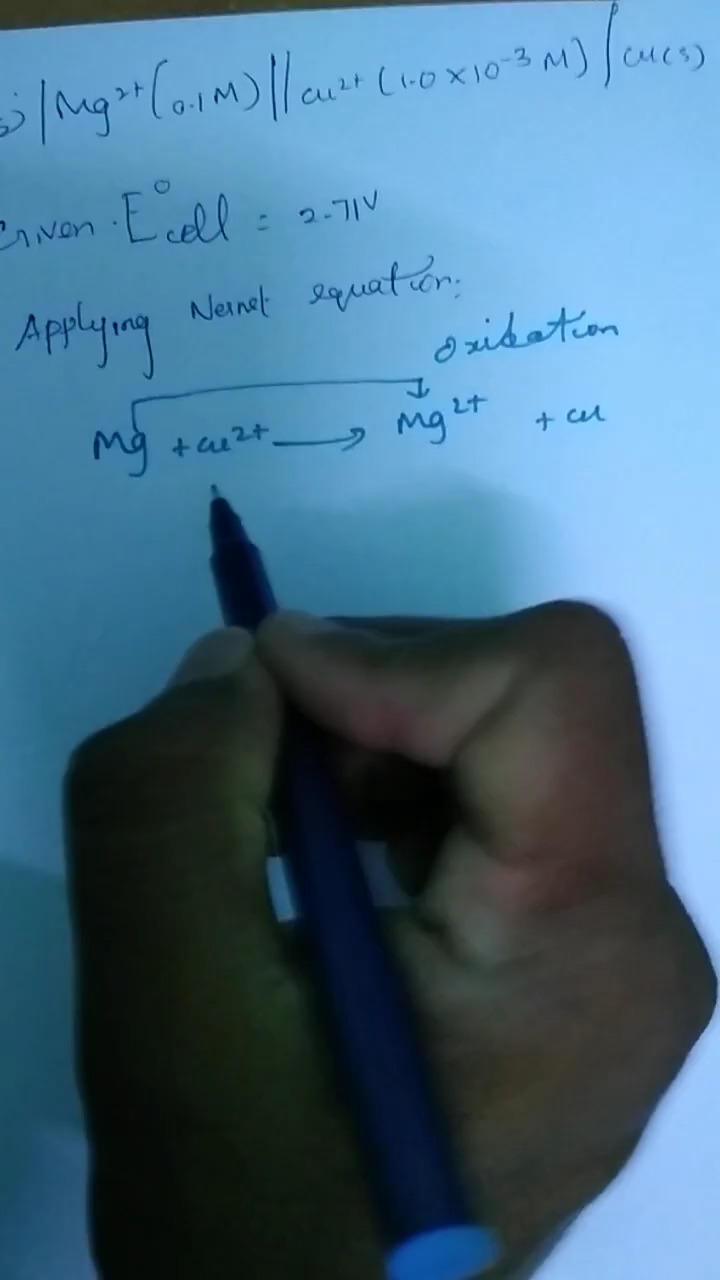 s) | Mg²⁺ (0.1M) || Cu²⁺ (1.0 × 10⁻³ M) | Cu(s)
Given. E°cell = 2.71V
Applying Nernst equation:
oxidation
Mg + Cu²⁺ → Mg²⁺ + Cu